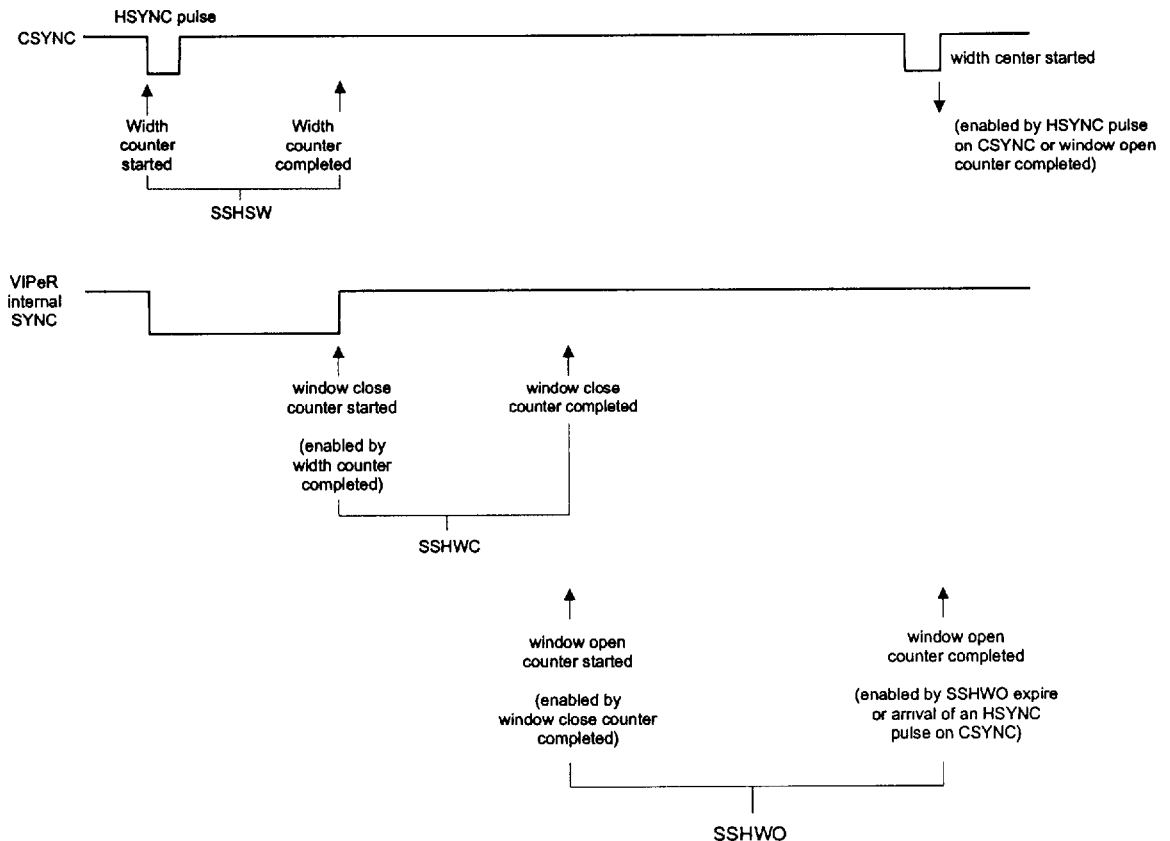 HSYNC pulse
CSYNC
width center started
Width
counter
started
Width
counter
completed
(enabled by HSYNC pulse
on CSYNC or window open
counter completed)
SSHSW
VIPeR
internal
SYNC
window close
counter started
(enabled by
width counter
completed)
window close
counter completed
SSHWC
window open
counter started
(enabled by
window close counter
completed)
window open
counter completed
(enabled by SSHWO expire
or arrival of an HSYNC
pulse on CSYNC)
SSHWO